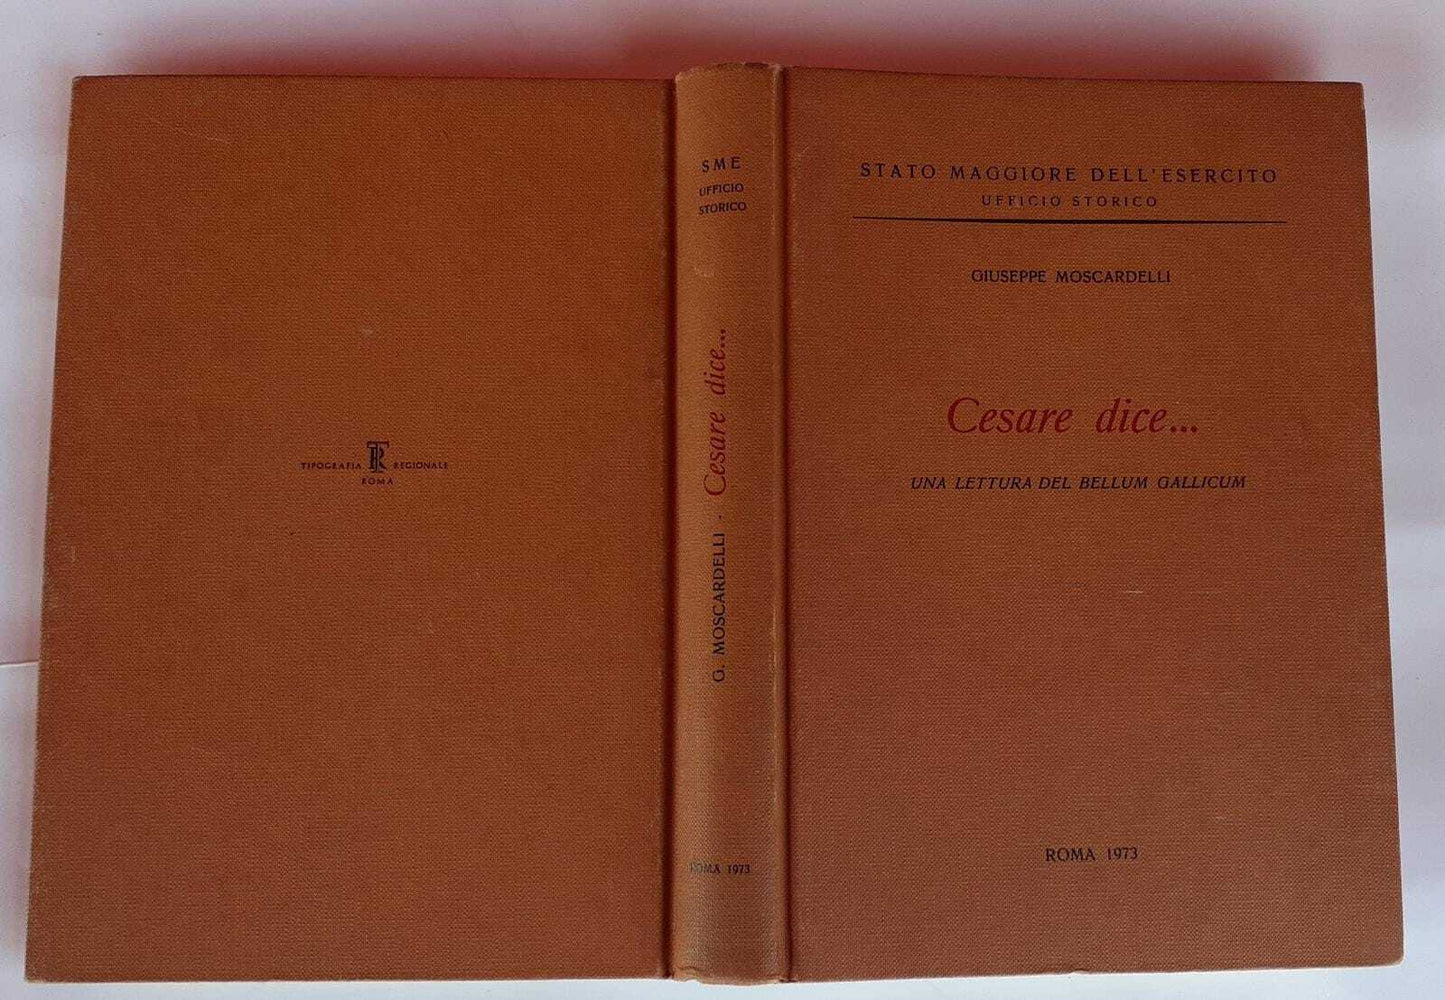 STATO MAGGIORE DELL'ESERCITO
UFFICIO STORICO
GIUSEPPE MOSCARDELLI
Cesare dice...
UNA LETTURA DEL BELLUM GALLICUM
ROMA 1973
SME
UFFICIO
STORICO
G. MOSCARDELLI . Cesare dice...
ROMA 1973
TIPOGRAFIA TR REGIONALE
ROMA